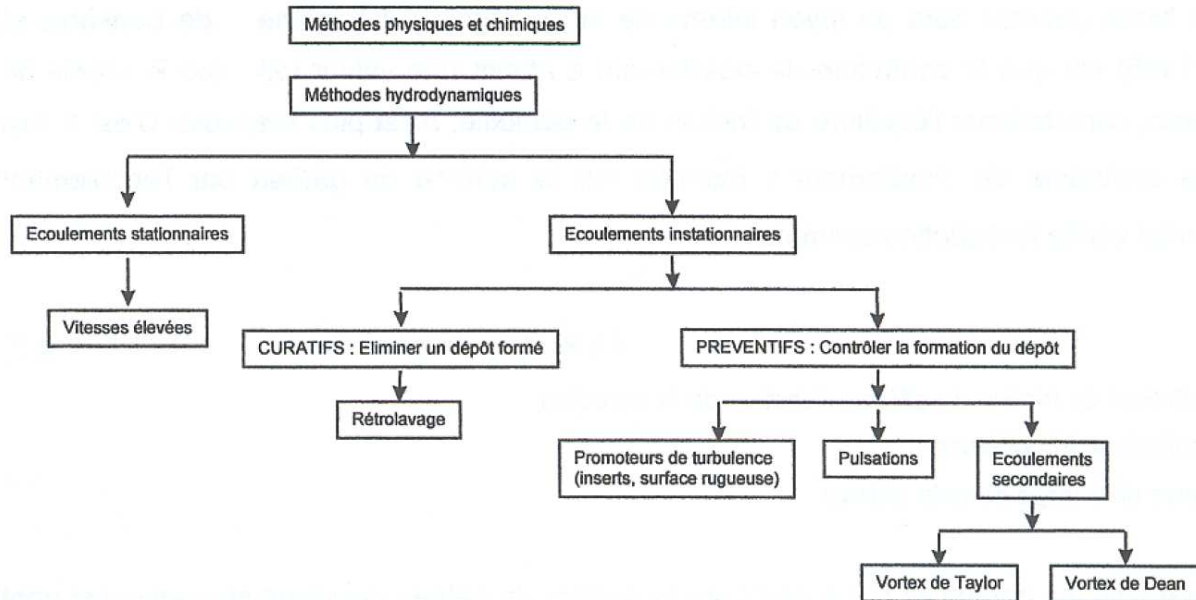 Méthodes physiques et chimiques
Méthodes hydrodynamiques
Ecoulements stationnaires
Ecoulements instationnaires
Vitesses élevées
CURATIFS : Eliminer un dépôt formé
PREVENTIFS : Contrôler la formation du dépôt
Rétrolavage
Promoteurs de turbulence
(inserts, surface rugueuse)
Pulsations
Ecoulements
secondaires
Vortex de Taylor
Vortex de Dean